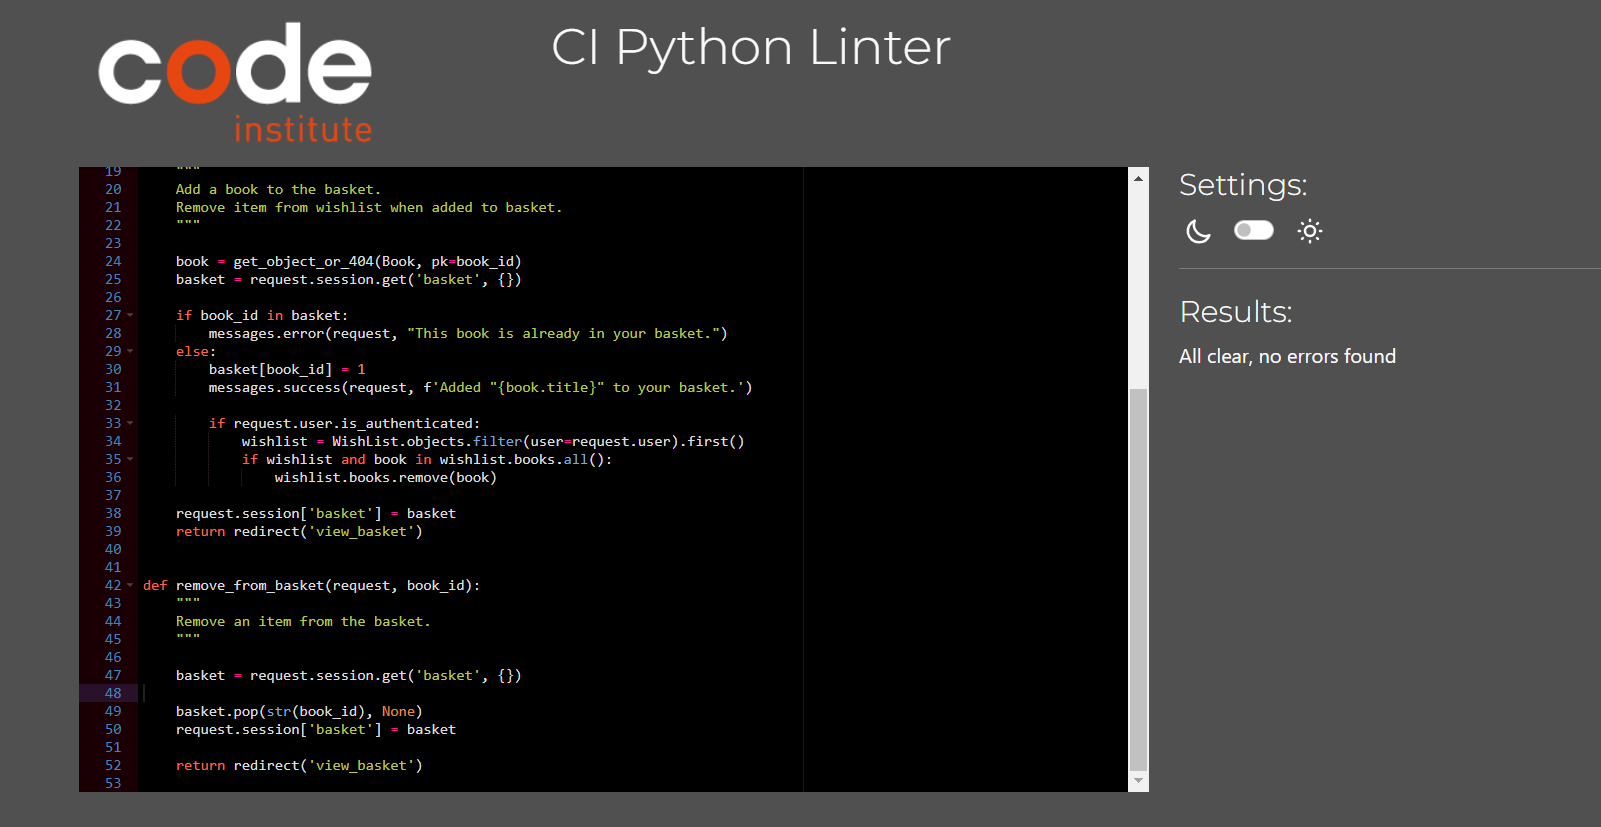 code
institute
CI Python Linter
19 """
20 Add a book to the basket.
21 Remove item from wishlist when added to basket.
22 """
23
24 book = get_object_or_404(Book, pk=book_id)
25 basket = request.session.get('basket', {})
26
27 if book_id in basket:
28 messages.error(request, "This book is already in your basket.")
29 else:
30 basket[book_id] = 1
31 messages.success(request, f'Added "{book.title}" to your basket.')
32
33 if request.user.is_authenticated:
34 wishlist = WishList.objects.filter(user=request.user).first()
35 if wishlist and book in wishlist.books.all():
36 wishlist.books.remove(book)
37
38 request.session['basket'] = basket
39 return redirect('view_basket')
40
41
42 def remove_from_basket(request, book_id):
43 """
44 Remove an item from the basket.
45 """
46
47 basket = request.session.get('basket', {})
48
49 basket.pop(str(book_id), None)
50 request.session['basket'] = basket
51
52 return redirect('view_basket')
53
Settings:
Results:
All clear, no errors found